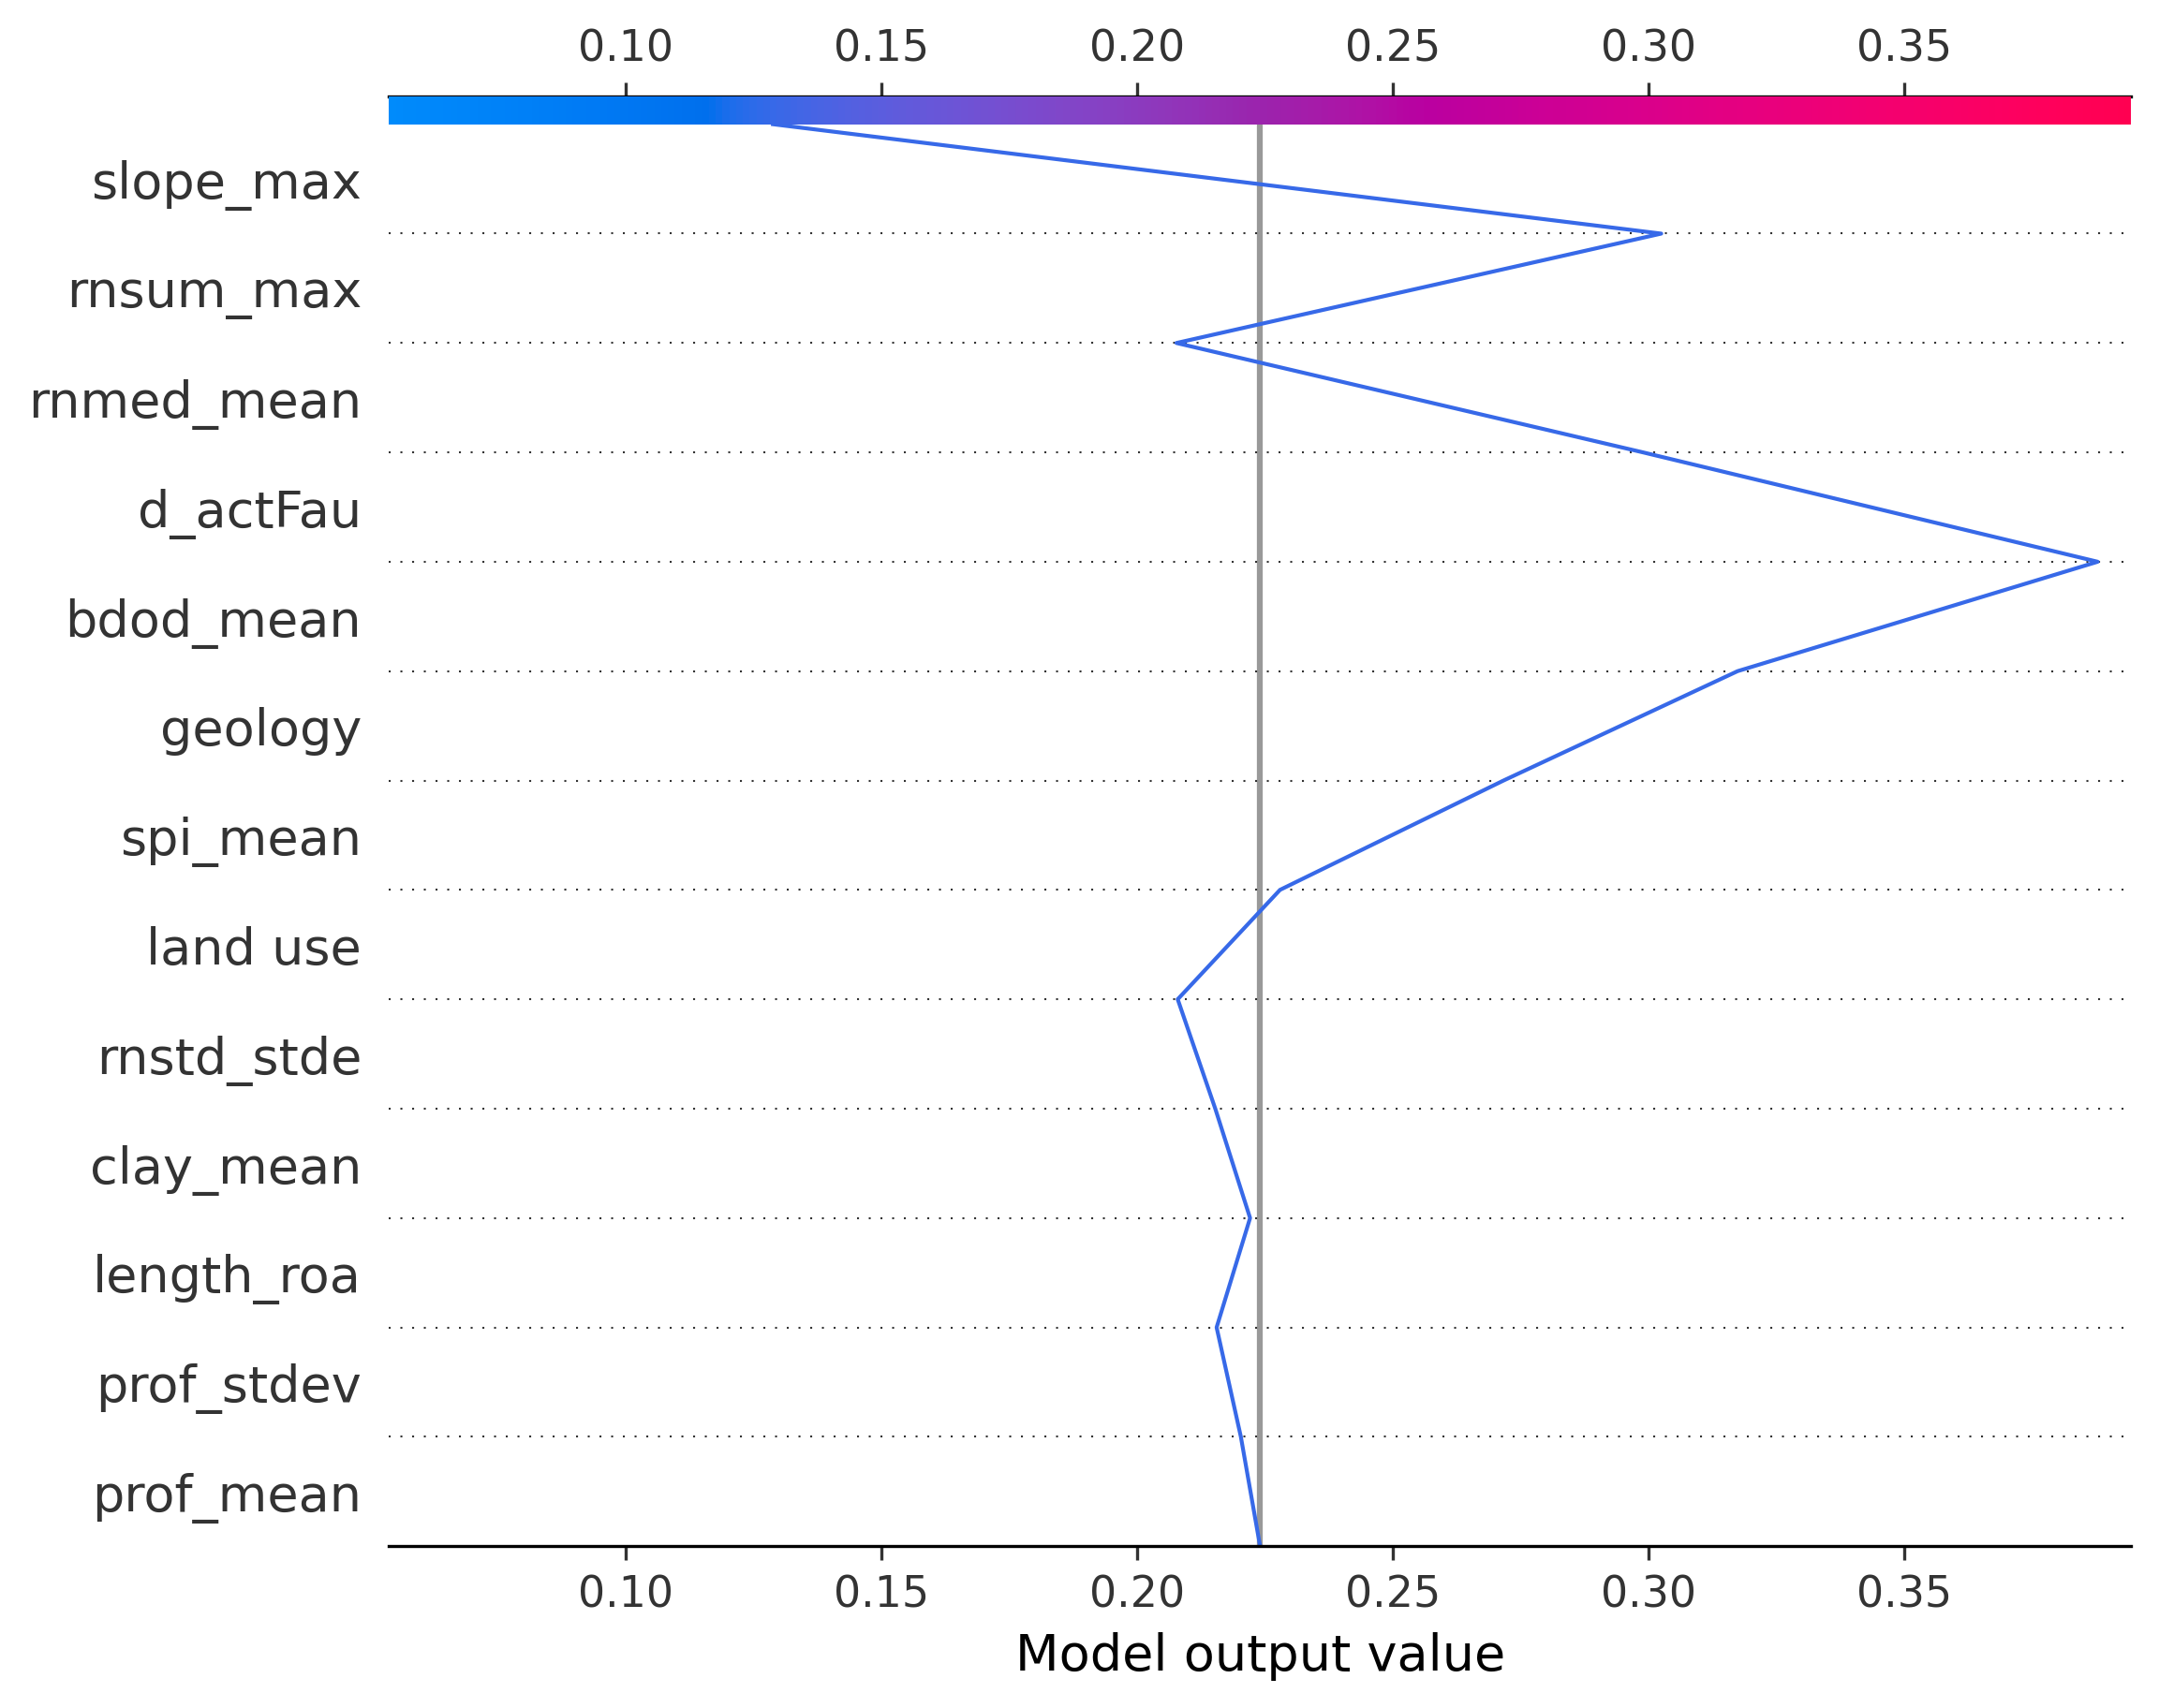 0.10 0.15 0.20 0.25 0.30 0.35
slope_max
rnsum_max
rnmed_mean
d_actFau
bdod_mean
geology
spi_mean
land use
rnstd_stde
clay_mean
length_roa
prof_stdev
prof_mean
0.10 0.15 0.20 0.25 0.30 0.35
Model output value